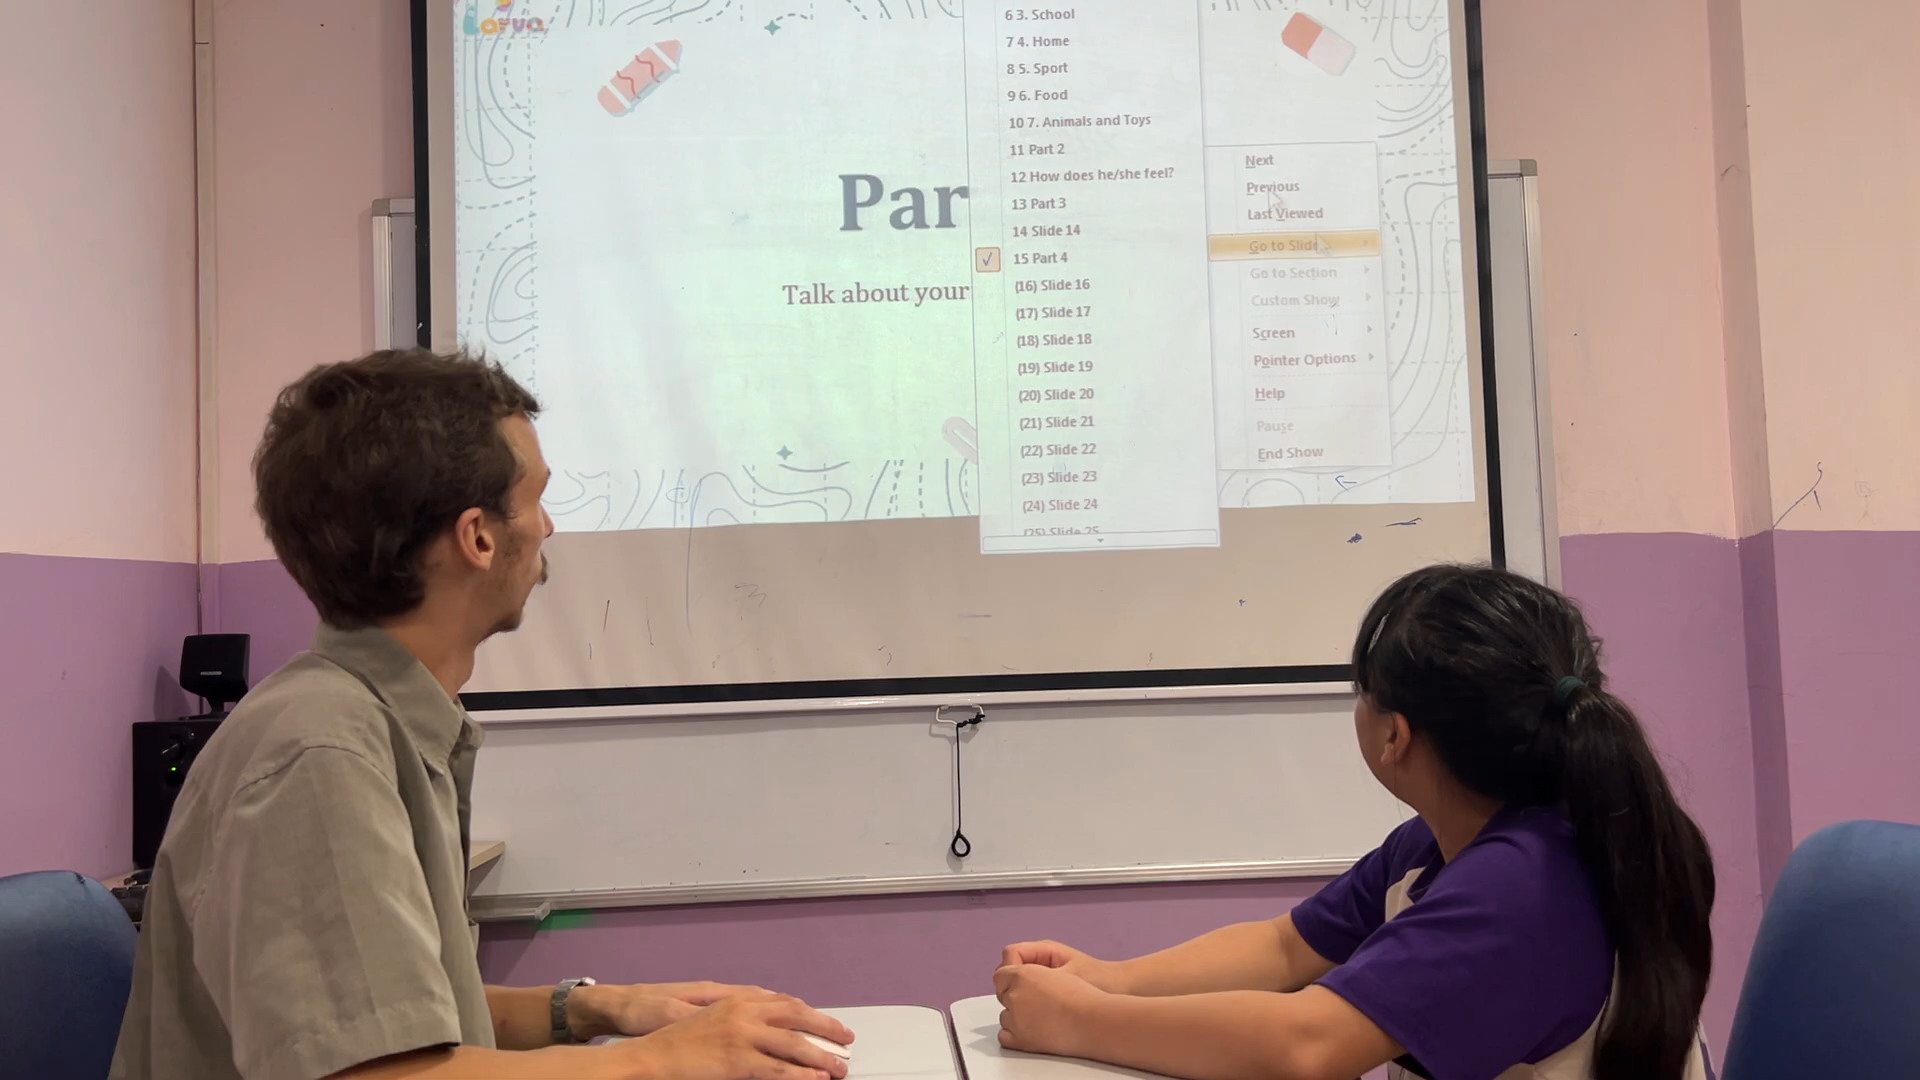 Larva
Par
Talk about your
6 3. School
7 4. Home
8 5. Sport
9 6. Food
10 7. Animals and Toys
11 Part 2
12 How does he/she feel?
13 Part 3
14 Slide 14
✓ 15 Part 4
(16) Slide 16
(17) Slide 17
(18) Slide 18
(19) Slide 19
(20) Slide 20
(21) Slide 21
(22) Slide 22
(23) Slide 23
(24) Slide 24
(25) Slide 25
Next
Previous
Last Viewed
Go to Slide
Go to Section
Custom Show
Screen
Pointer Options
Help
Pause
End Show